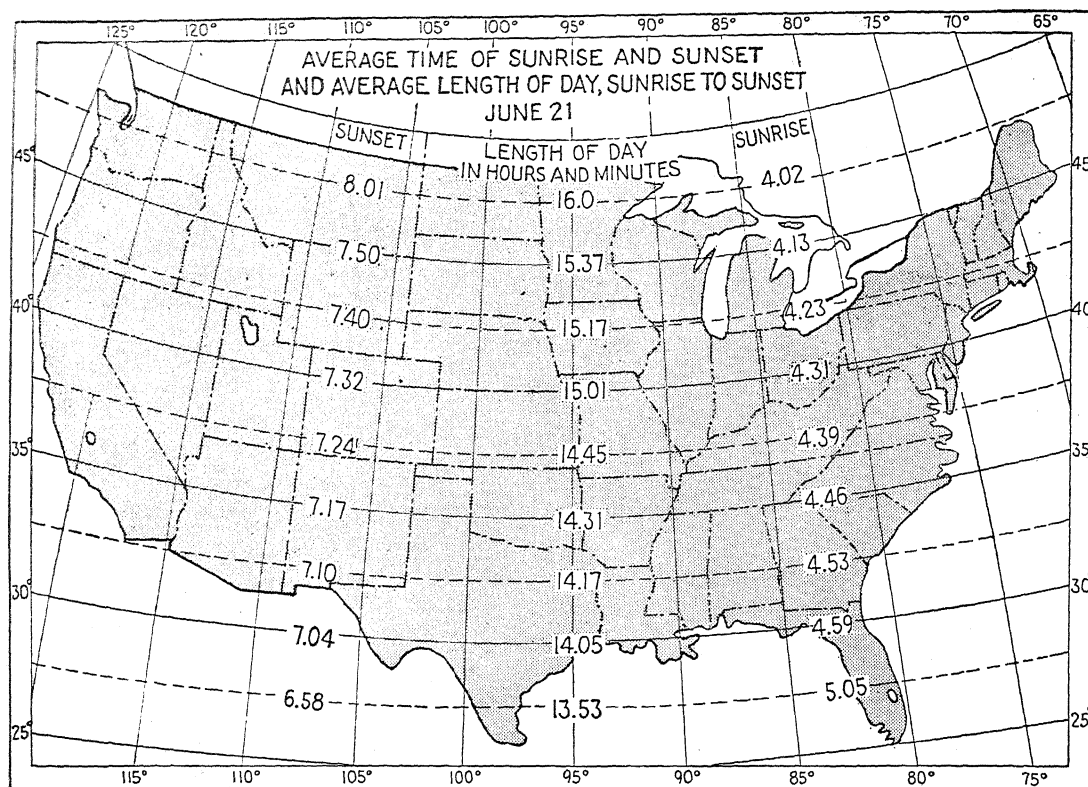 125° 120° 115° 110° 105° 100° 95° 90° 85° 80° 75° 70° 65°
AVERAGE TIME OF SUNRISE AND SUNSET
AND AVERAGE LENGTH OF DAY, SUNRISE TO SUNSET
JUNE 21
SUNSET
LENGTH OF DAY
IN HOURS AND MINUTES
SUNRISE
45° 8.01 16.0 4.02 45°
7.50 15.37 4.13
40° 7.40 15.17 4.23 40°
7.32 15.01 4.31
35° 7.24 14.45 4.39 35°
7.17 14.31 4.46
30° 7.10 14.17 4.53 30°
7.04 14.05 4.59
25° 6.58 13.53 5.05 25°
115° 110° 105° 100° 95° 90° 85° 80° 75°